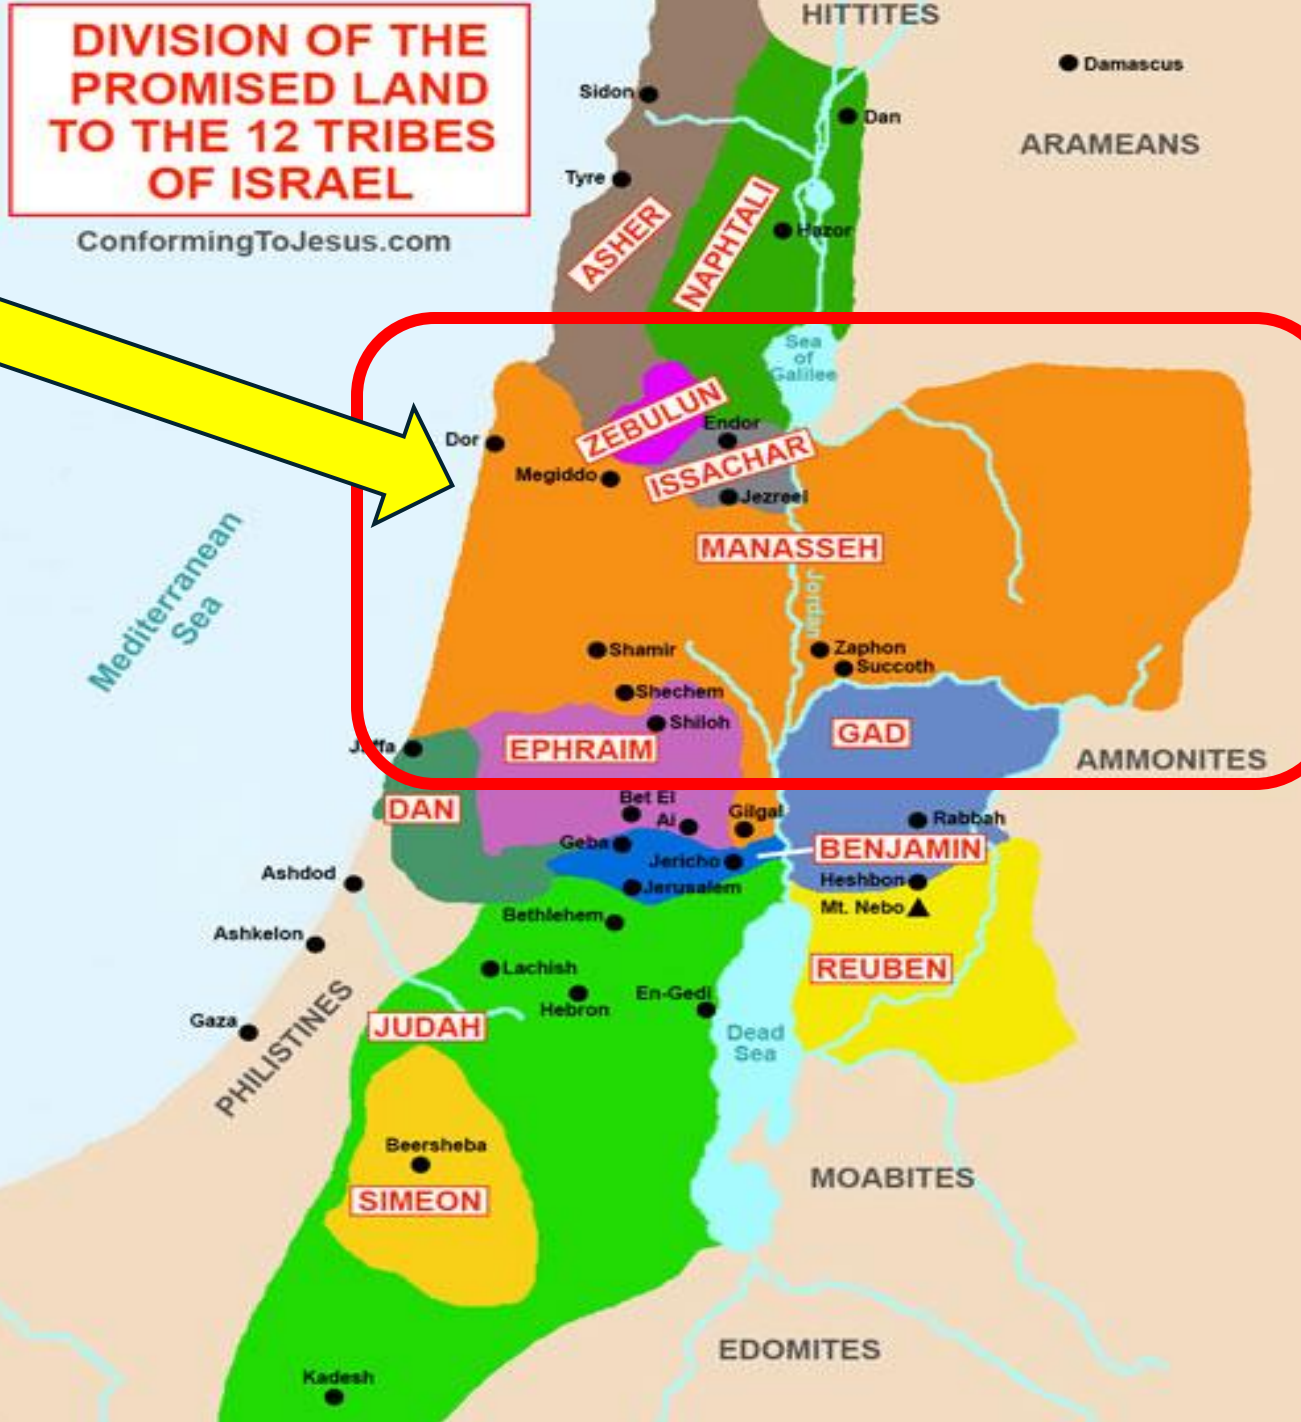 DIVISION OF THE
PROMISED LAND
TO THE 12 TRIBES
OF ISRAEL
ConformingToJesus.com
HITTITES
Damascus
Sidon
Dan
ARAMEANS
Tyre
ASHER
NAPHTALI
Hazor
Sea
of
Galilee
ZEBULUN
Endor
Dor
ISSACHAR
Megiddo
Jezreel
MANASSEH
Mediterranean
Sea
Jordan
Shamir
Zaphon
Succoth
Shechem
Shiloh
GAD
EPHRAIM
Jaffa
AMMONITES
DAN
Bet El
Ai
Gilgal
Rabbah
Geba
BENJAMIN
Jericho
Ashdod
Heshbon
Jerusalem
Mt. Nebo
Bethlehem
Ashkelon
Lachish
REUBEN
Hebron
En-Gedi
Gaza
JUDAH
PHILISTINES
Dead
Sea
Beersheba
MOABITES
SIMEON
EDOMITES
Kadesh